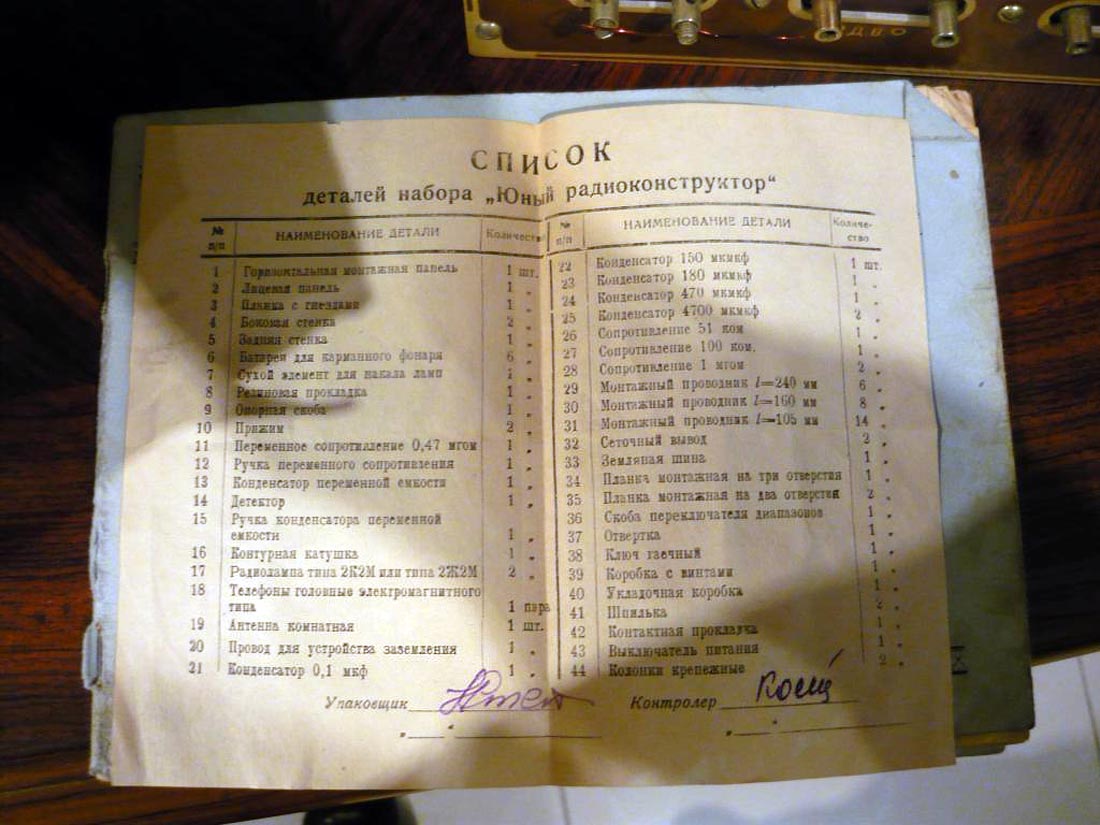 СПИСОК
деталей набора „Юный радиоконструктор“
№ п/п НАИМЕНОВАНИЕ ДЕТАЛИ Количество
1 Горизонтальная монтажная панель 1 шт.
2 Лицевая панель 1 „
3 Планка с гнездами 1 „
4 Боковая стенка 2 „
5 Задняя стенка 1 „
6 Батареи для карманного фонаря 6 „
7 Сухой элемент для накала ламп 1 „
8 Резиновая прокладка 1 „
9 Опорная скоба 1 „
10 Прижим 2 „
11 Переменное сопротивление 0,47 мгом 1 „
12 Ручка переменного сопротивления 1 „
13 Конденсатор переменной емкости 1 „
14 Детектор 1 „
15 Ручка конденсатора переменной
емкости 1 „
16 Контурная катушка 1 „
17 Радиолампа типа 2К2М или типа 2Ж2М 2 „
18 Телефоны головные электромагнитного
типа 1 пара
19 Антенна комнатная 1 шт.
20 Провод для устройства заземления 1 „
21 Конденсатор 0,1 мкф 1 „
№ п/п НАИМЕНОВАНИЕ ДЕТАЛИ Количе-
ство
22 Конденсатор 150 мкмкф 1 шт.
23 Конденсатор 180 мкмкф 1 „
24 Конденсатор 470 мкмкф 1 „
25 Конденсатор 4700 мкмкф 2 „
26 Сопротивление 51 ком 1 „
27 Сопротивление 100 ком. 1 „
28 Сопротивление 1 мгом 2 „
29 Монтажный проводник l=240 мм 6 „
30 Монтажный проводник l=160 мм 8 „
31 Монтажный проводник l=105 мм 14 „
32 Сеточный вывод 2 „
33 Земляная шина 1 „
34 Планка монтажная на три отверстия 1 „
35 Планка монтажная на два отверстия 2 „
36 Скоба переключателя диапазонов 1 „
37 Отвертка 1 „
38 Ключ гаечный 1 „
39 Коробка с винтами 1 „
40 Укладочная коробка 1 „
41 Шпилька 2 „
42 Контактная прокладка 1 „
43 Выключатель питания 1 „
44 Колонки крепежные 2 „
Упаковщик
Контролер